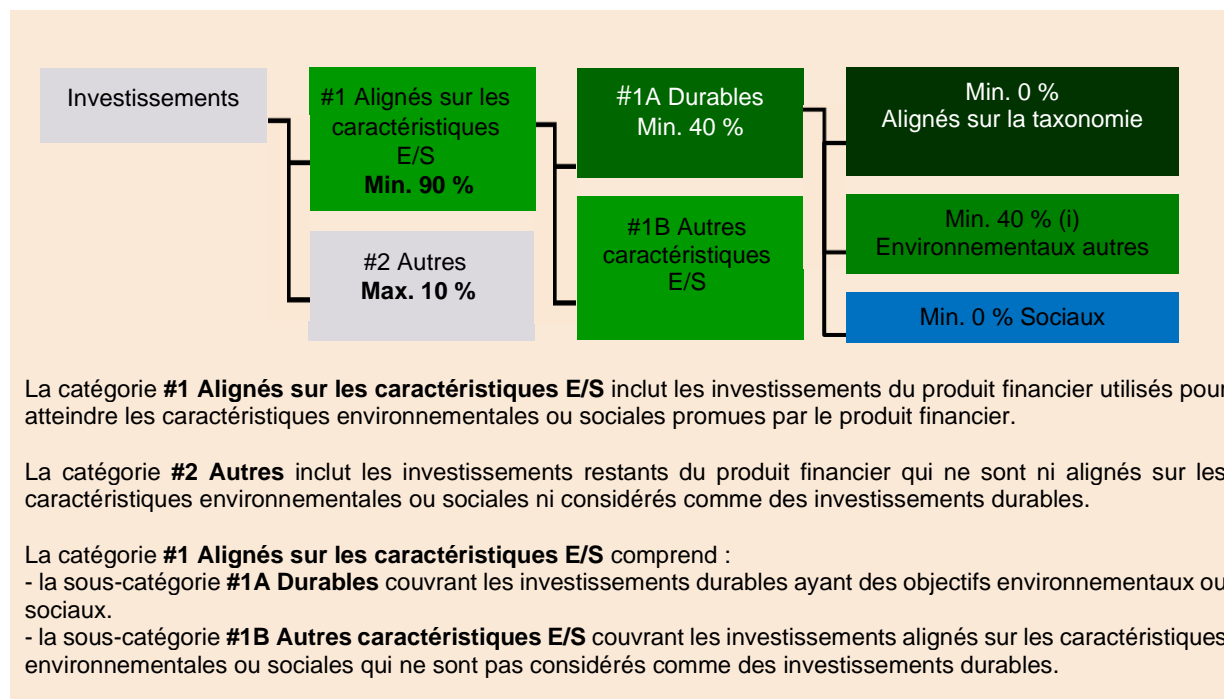 Investissements
#1 Alignés sur les
caractéristiques
E/S
Min. 90 %
#2 Autres
Max. 10 %
#1A Durables
Min. 40 %
#1B Autres
caractéristiques
E/S
Min. 0 %
Alignés sur la taxonomie
Min. 40 % (i)
Environnementaux autres
Min. 0 % Sociaux
La catégorie #1 Alignés sur les caractéristiques E/S inclut les investissements du produit financier utilisés pour
atteindre les caractéristiques environnementales ou sociales promues par le produit financier.
La catégorie #2 Autres inclut les investissements restants du produit financier qui ne sont ni alignés sur les
caractéristiques environnementales ou sociales ni considérés comme des investissements durables.
La catégorie #1 Alignés sur les caractéristiques E/S comprend :
- la sous-catégorie #1A Durables couvrant les investissements durables ayant des objectifs environnementaux ou
sociaux.
- la sous-catégorie #1B Autres caractéristiques E/S couvrant les investissements alignés sur les caractéristiques
environnementales ou sociales qui ne sont pas considérés comme des investissements durables.